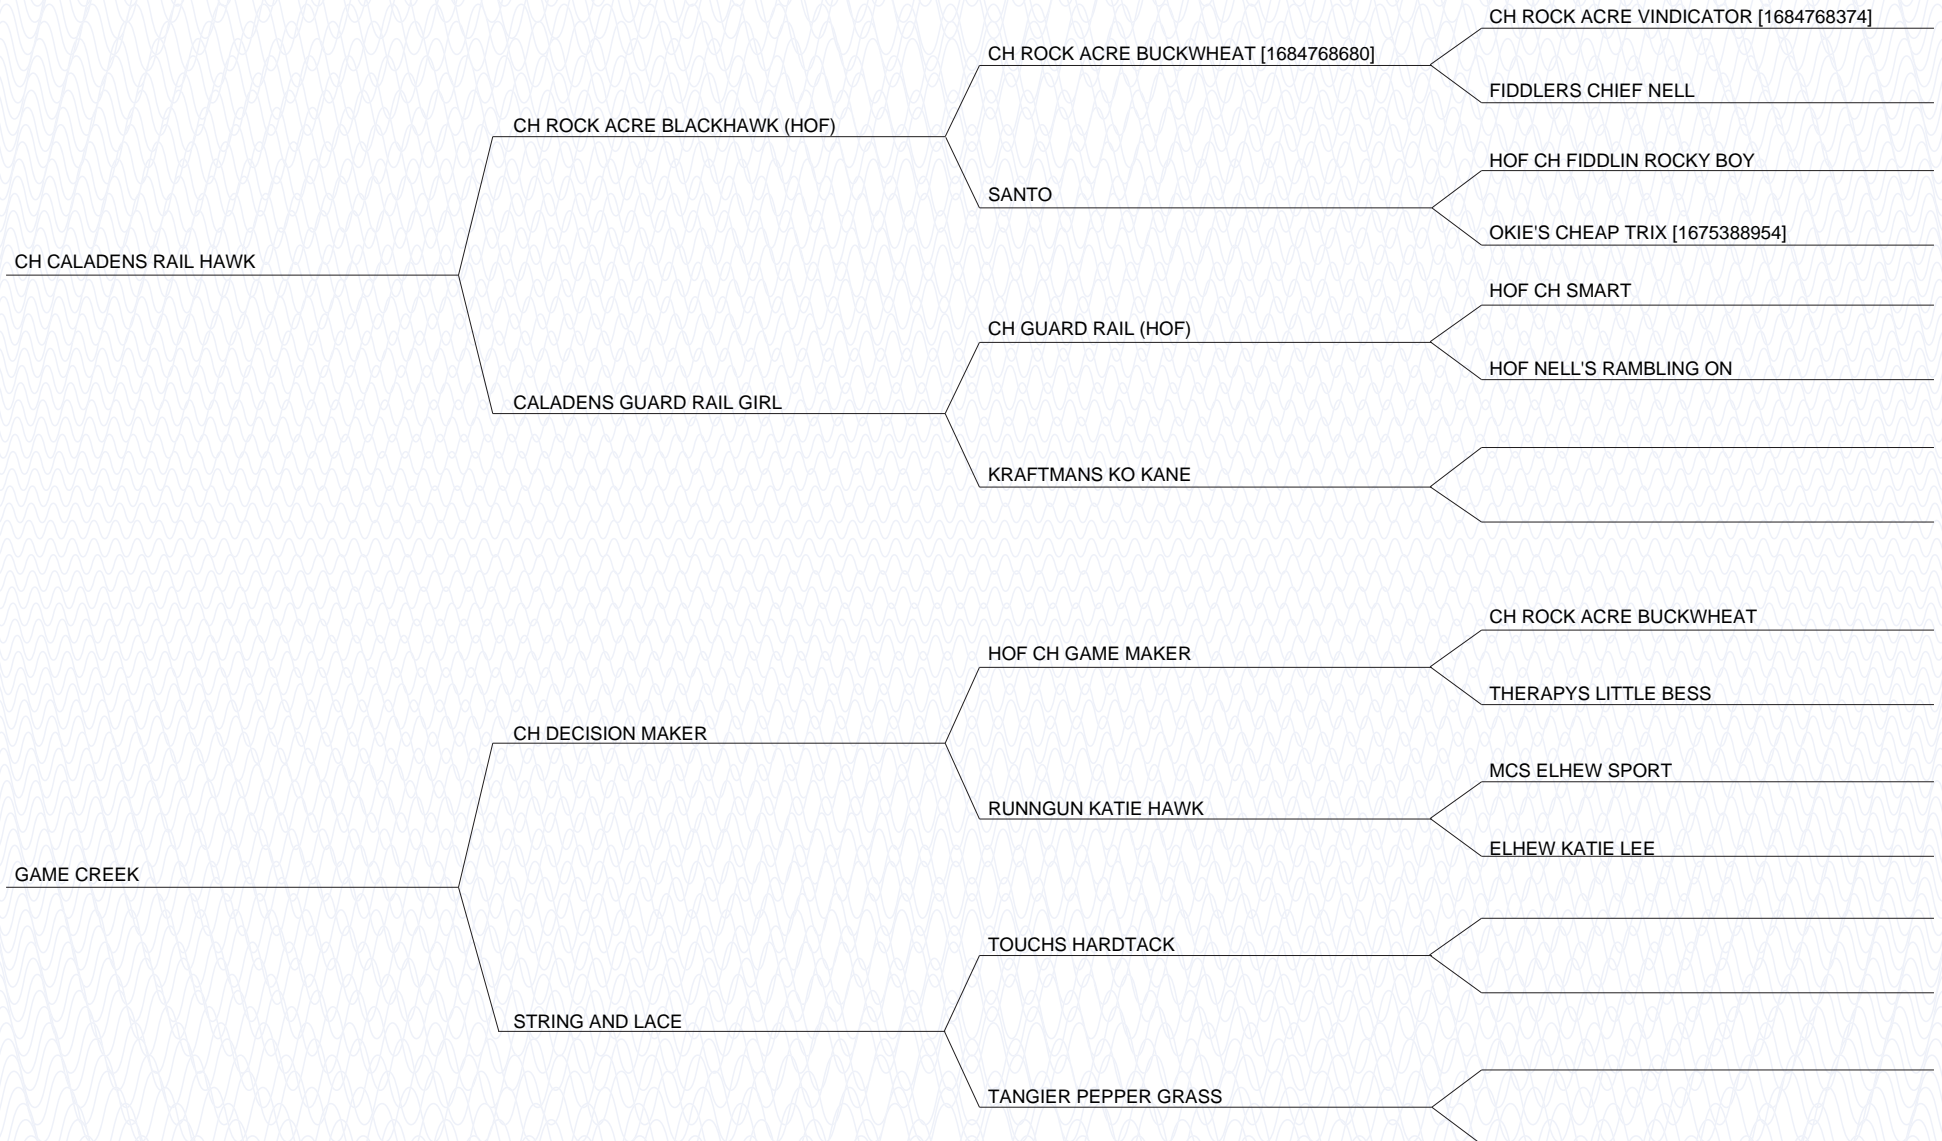 CH ROCK ACRE VINDICATOR [1684768374]
CH ROCK ACRE BUCKWHEAT [1684768680]
FIDDLERS CHIEF NELL
CH ROCK ACRE BLACKHAWK (HOF)
HOF CH FIDDLIN ROCKY BOY
SANTO
OKIE'S CHEAP TRIX [1675388954]
CH CALADENS RAIL HAWK
HOF CH SMART
CH GUARD RAIL (HOF)
HOF NELL'S RAMBLING ON
CALADENS GUARD RAIL GIRL
KRAFTMANS KO KANE
CH ROCK ACRE BUCKWHEAT
HOF CH GAME MAKER
THERAPYS LITTLE BESS
CH DECISION MAKER
MCS ELHEW SPORT
RUNNGUN KATIE HAWK
ELHEW KATIE LEE
GAME CREEK
TOUCHS HARDTACK
STRING AND LACE
TANGIER PEPPER GRASS